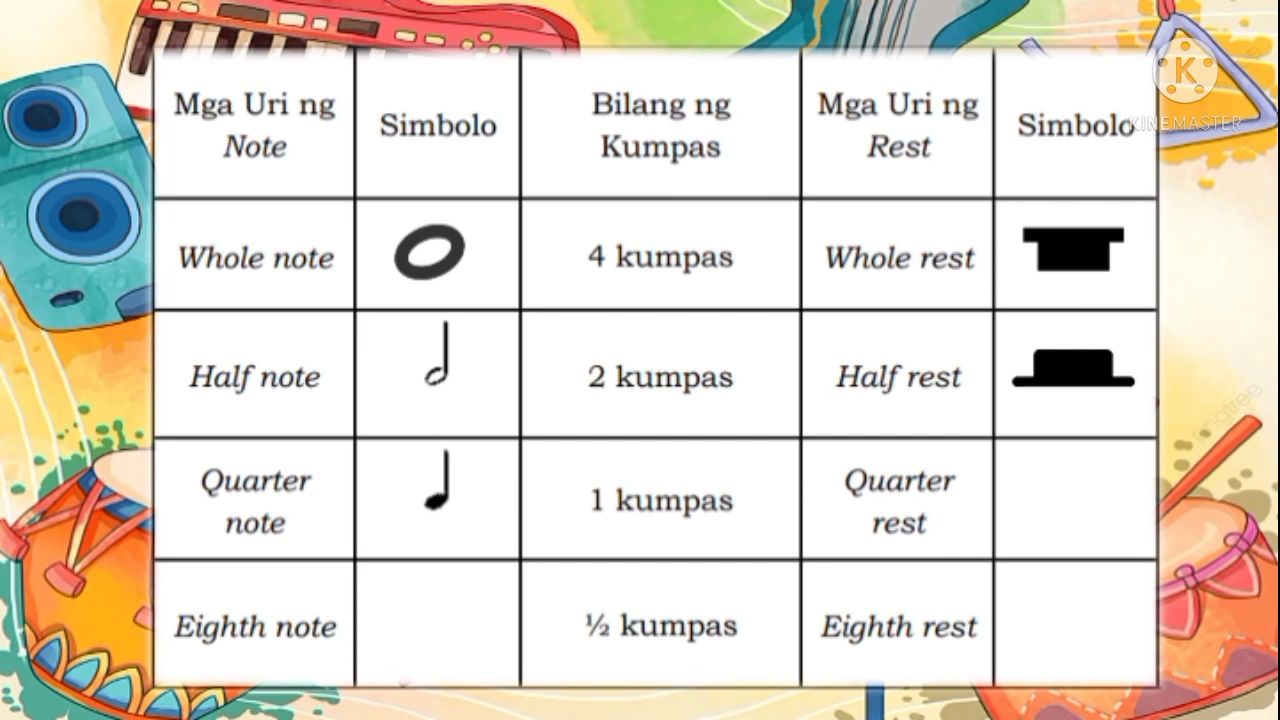 Mga Uri ng
Note
Simbolo
Bilang ng
Kumpas
Mga Uri ng
Rest
Simbolo
Whole note
4 kumpas
Whole rest
Half note
2 kumpas
Half rest
Quarter
note
1 kumpas
Quarter
rest
Eighth note
½ kumpas
Eighth rest
K
KINEMASTER